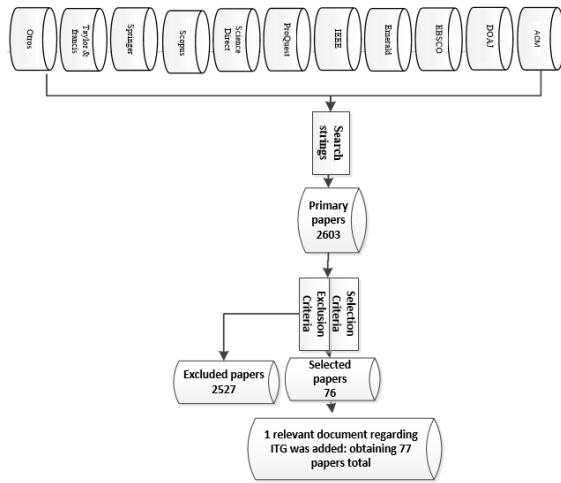 Otros
Taylor &
francis
Springer
Scopus
Science
Direct
ProQuest
IEEE
Emerald
EBSCO
DOAJ
ACM
Search
strings
Primary
papers
2603
Selection
Criteria
Exclusion
Criteria
Excluded papers
2527
Selected
papers
76
1 relevant document regarding
ITG was added: obtaining 77
papers total